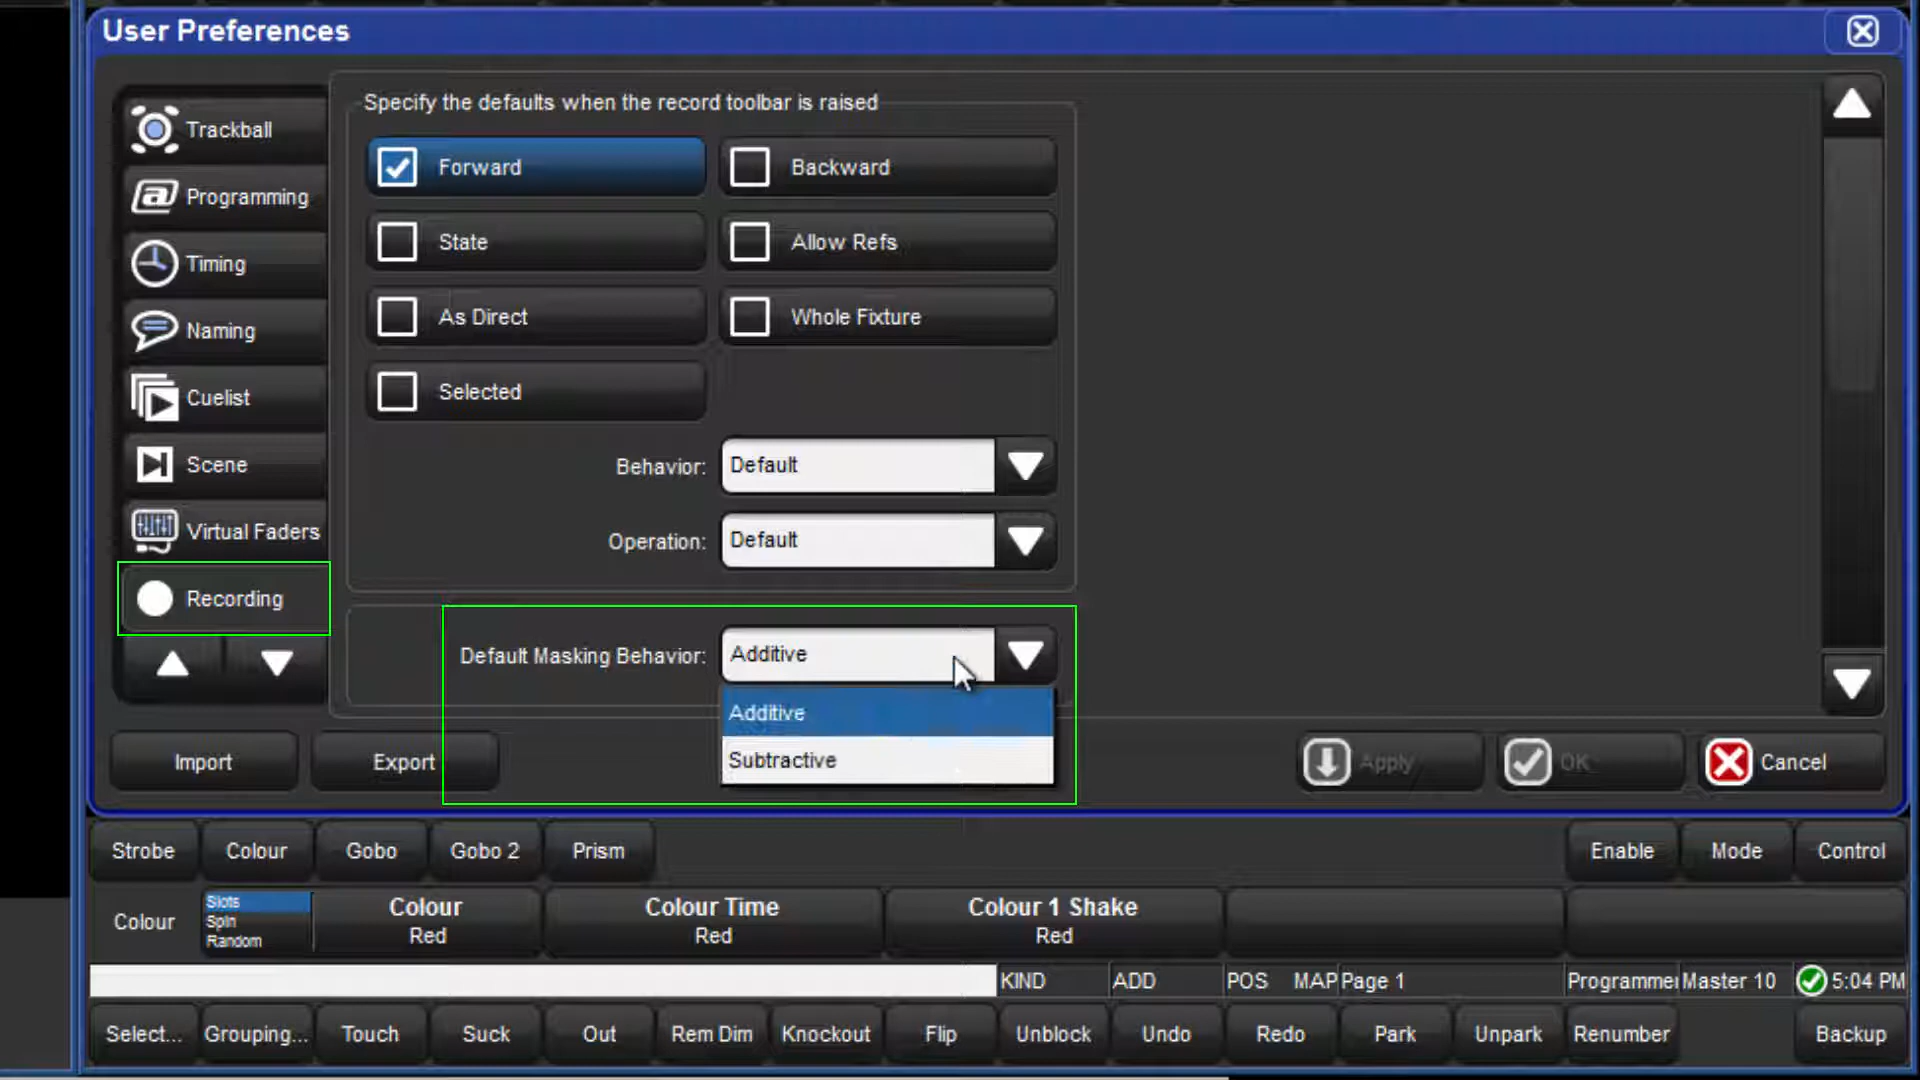 User Preferences
Trackball
Programming
Timing
Naming
Cuelist
Scene
Virtual Faders
Recording
Specify the defaults when the record toolbar is raised
Forward
Backward
State
Allow Refs
As Direct
Whole Fixture
Selected
Behavior: Default
Operation: Default
Default Masking Behavior: Additive
Additive
Subtractive
Import
Export
Apply
OK
Cancel
Strobe
Colour
Gobo
Gobo 2
Prism
Enable
Mode
Control
Colour
Slots
Spin
Random
Colour
Red
Colour Time
Red
Colour 1 Shake
Red
KIND
ADD
POS
MAP
Page 1
Programmer
Master 10
5:04 PM
Select...
Grouping...
Touch
Suck
Out
Rem Dim
Knockout
Flip
Unblock
Undo
Redo
Park
Unpark
Renumber
Backup